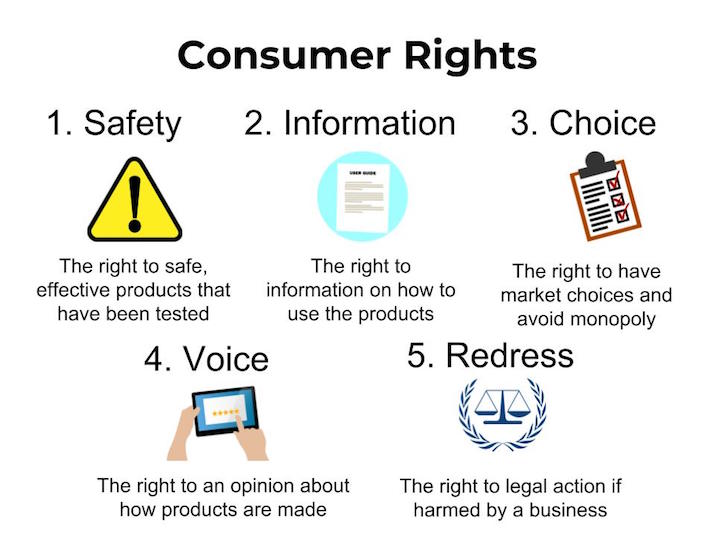 Consumer Rights
1. Safety
2. Information
3. Choice
USER GUIDE
The right to safe,
effective products that
have been tested
The right to
information on how to
use the products
The right to have
market choices and
avoid monopoly
4. Voice
5. Redress
The right to an opinion about
how products are made
The right to legal action if
harmed by a business